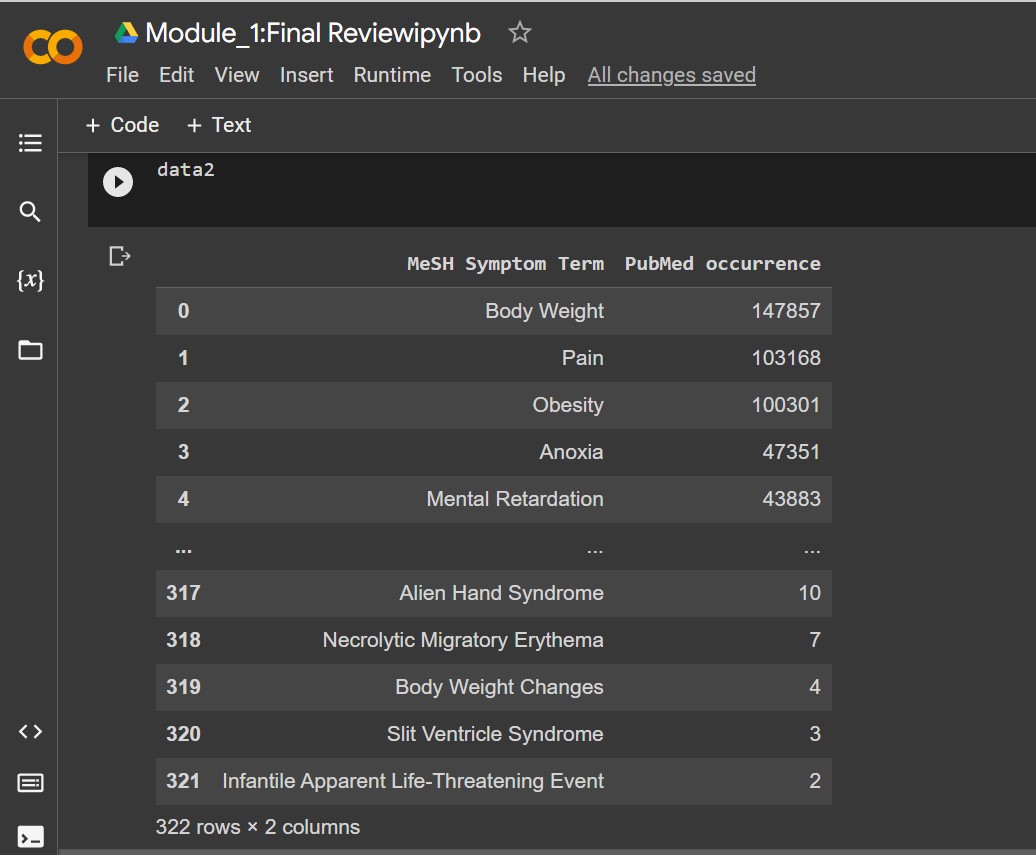 Module_1:Final Reviewipynb
File Edit View Insert Runtime Tools Help All changes saved
+ Code + Text
data2
MeSH Symptom Term PubMed occurrence
0 Body Weight 147857
1 Pain 103168
2 Obesity 100301
3 Anoxia 47351
4 Mental Retardation 43883
... ... ...
317 Alien Hand Syndrome 10
318 Necrolytic Migratory Erythema 7
319 Body Weight Changes 4
320 Slit Ventricle Syndrome 3
321 Infantile Apparent Life-Threatening Event 2
322 rows × 2 columns